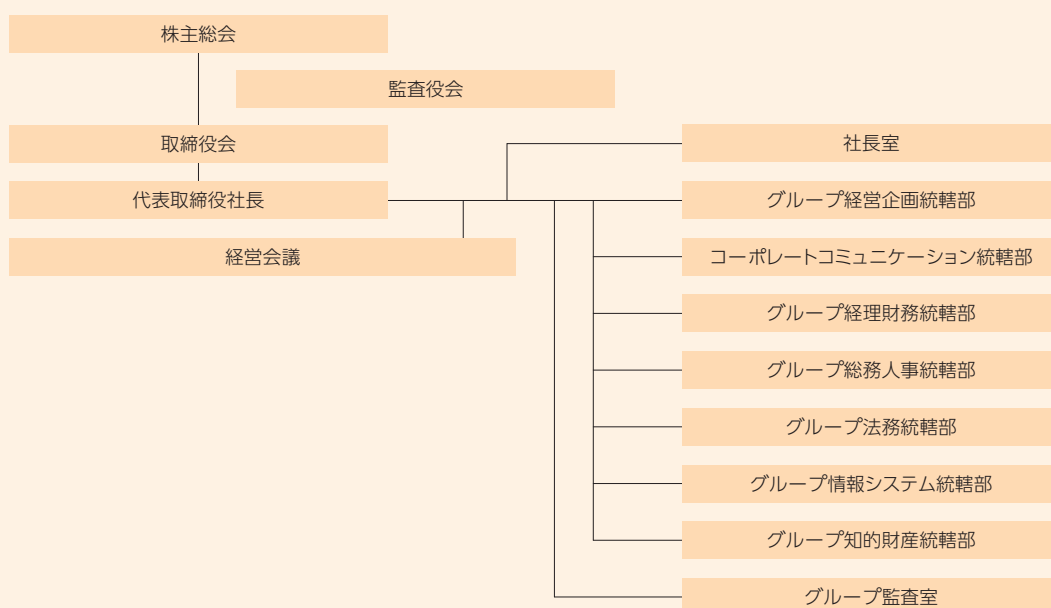 株主総会
監査役会
取締役会
代表取締役社長
経営会議
社長室
グループ経営企画統轄部
コーポレートコミュニケーション統轄部
グループ経理財務統轄部
グループ総務人事統轄部
グループ法務統轄部
グループ情報システム統轄部
グループ知的財産統轄部
グループ監査室